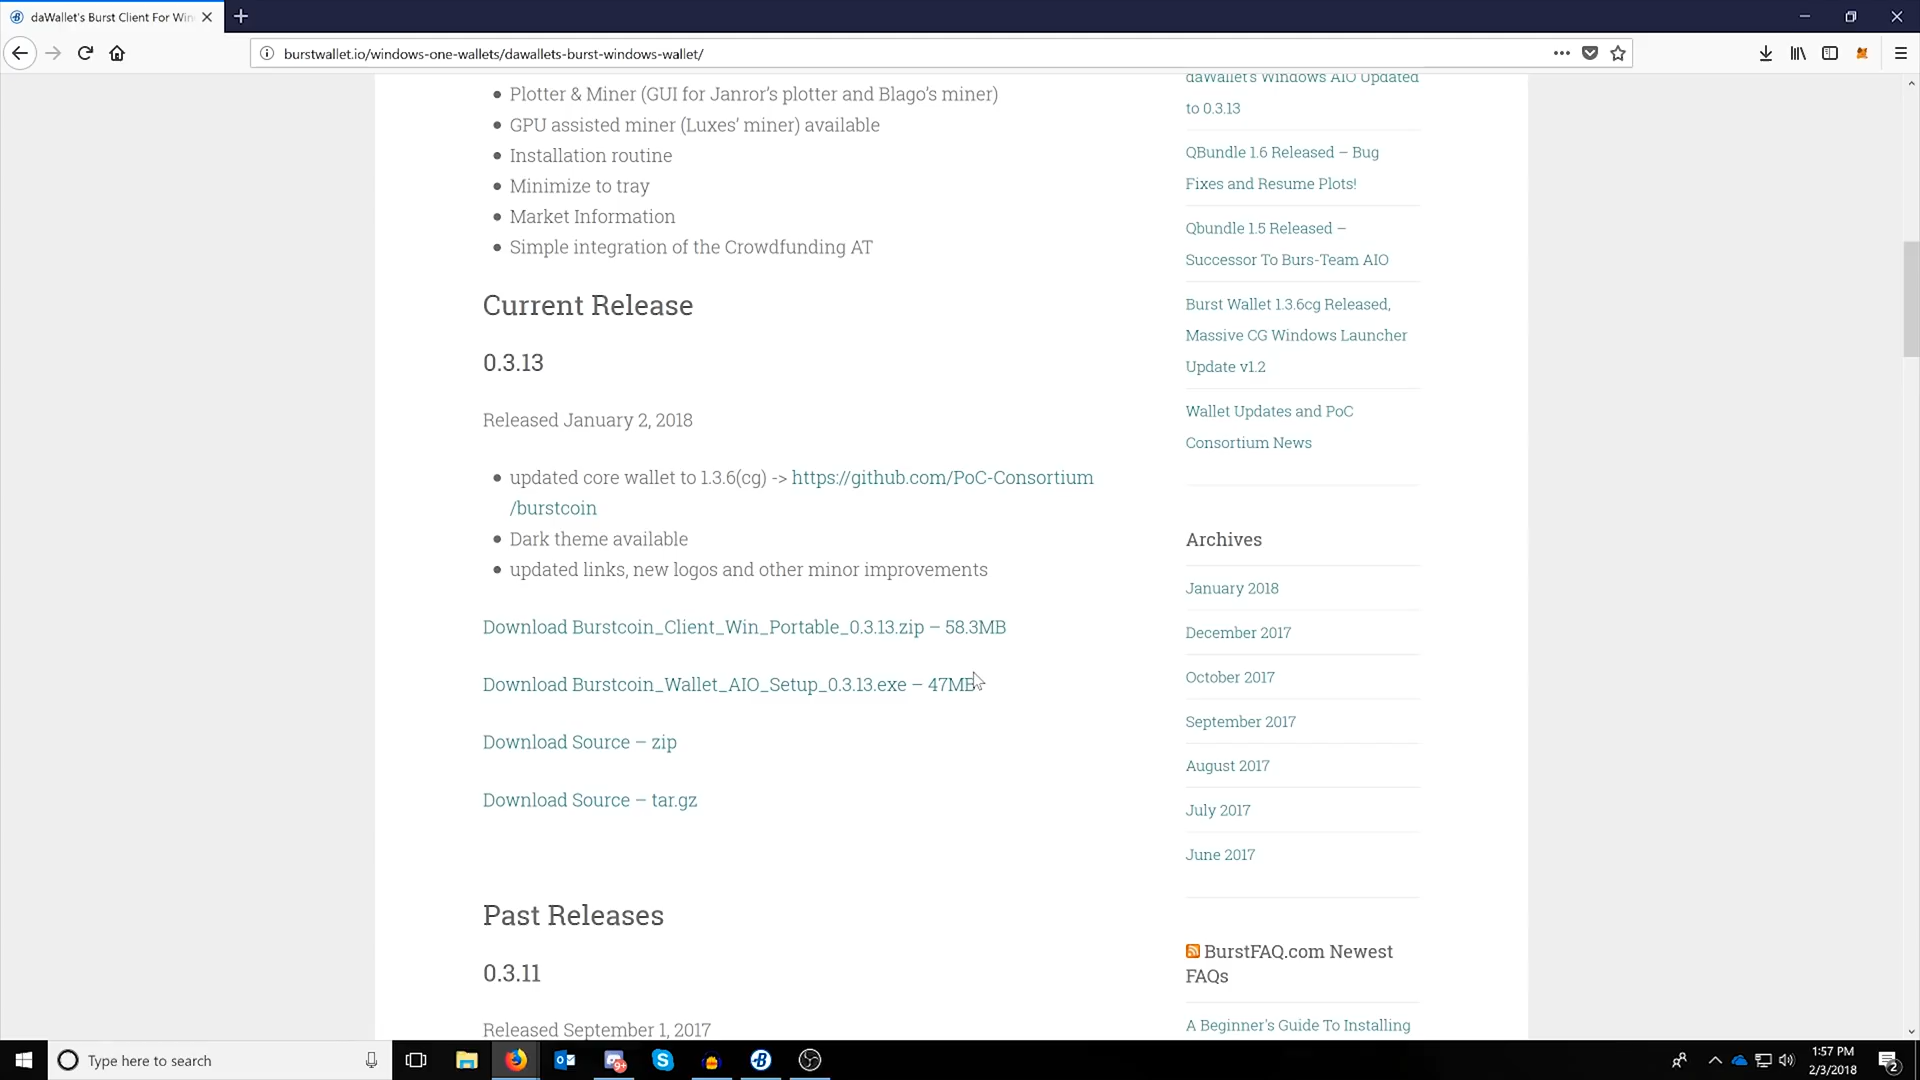 daWallet's Burst Client For Win
burstwallet.io/windows-one-wallets/dawallets-burst-windows-wallet/
Plotter & Miner (GUI for Janror's plotter and Blago's miner)
GPU assisted miner (Luxes' miner) available
Installation routine
Minimize to tray
Market Information
Simple integration of the Crowdfunding AT
Current Release
0.3.13
Released January 2, 2018
updated core wallet to 1.3.6(cg) -> https://github.com/PoC-Consortium
/burstcoin
Dark theme available
updated links, new logos and other minor improvements
Download Burstcoin_Client_Win_Portable_0.3.13.zip – 58.3MB
Download Burstcoin_Wallet_AIO_Setup_0.3.13.exe – 47MB
Download Source – zip
Download Source – tar.gz
Past Releases
0.3.11
Released September 1, 2017
daWallet's Windows AIO Updated
to 0.3.13
QBundle 1.6 Released – Bug
Fixes and Resume Plots!
Qbundle 1.5 Released –
Successor To Burs-Team AIO
Burst Wallet 1.3.6cg Released,
Massive CG Windows Launcher
Update v1.2
Wallet Updates and PoC
Consortium News
Archives
January 2018
December 2017
October 2017
September 2017
August 2017
July 2017
June 2017
BurstFAQ.com Newest
FAQs
A Beginner's Guide To Installing
Type here to search
9+
1:57 PM
2/3/2018
2